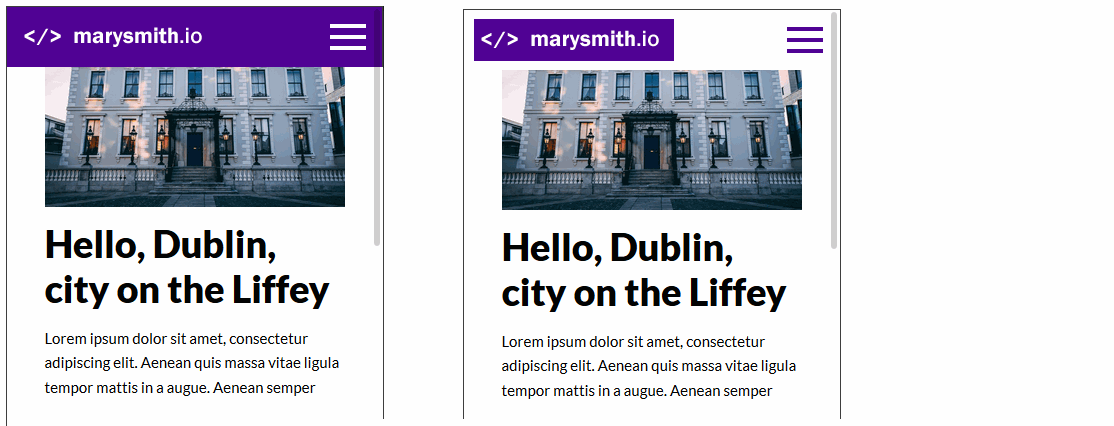 </> marysmith.io
Hello, Dublin,
city on the Liffey
Lorem ipsum dolor sit amet, consectetur
adipiscing elit. Aenean quis massa vitae ligula
tempor mattis in a augue. Aenean semper
</> marysmith.io
Hello, Dublin,
city on the Liffey
Lorem ipsum dolor sit amet, consectetur
adipiscing elit. Aenean quis massa vitae ligula
tempor mattis in a augue. Aenean semper